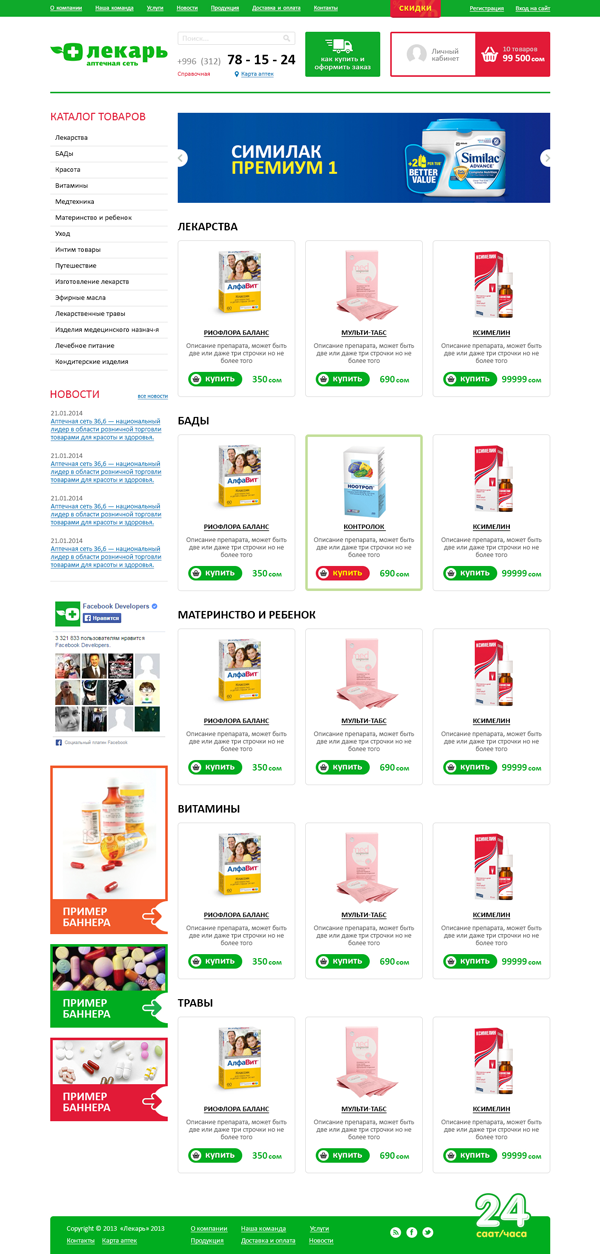 О компании Наша команда Услуги Новости Продукция Доставка и оплата Контакты СКИДКИ Регистрация Вход на сайт
лекарь
аптечная сеть
Поиск...
+996 (312) 78 - 15 - 24
Справочная Карта аптек
как купить и
оформить заказ
Личный
кабинет
10 товаров
99 500 сом
КАТАЛОГ ТОВАРОВ
Лекарства
БАДы
Красота
Витамины
Медтехника
Материнство и ребенок
Уход
Интим товары
Путешествие
Изготовление лекарств
Эфирные масла
Лекарственные травы
Изделия медецинского назнач-я
Лечебное питание
Кондитерские изделия
НОВОСТИ все новости
21.01.2014
Аптечная сеть 36,6 — национальный
лидер в области розничной торговли
товарами для красоты и здоровья.
21.01.2014
Аптечная сеть 36,6 — национальный
лидер в области розничной торговли
товарами для красоты и здоровья.
21.01.2014
Аптечная сеть 36,6 — национальный
лидер в области розничной торговли
товарами для красоты и здоровья.
21.01.2014
Аптечная сеть 36,6 — национальный
лидер в области розничной торговли
товарами для красоты и здоровья.
Facebook Developers
Нравится
3 321 833 пользователям нравится
Facebook Developers.
Социальный плагин Facebook
ПРИМЕР
БАННЕРА
ПРИМЕР
БАННЕРА
ПРИМЕР
БАННЕРА
СИМИЛАК
ПРЕМИУМ 1
+2
BETTER
VALUE
Similac
ADVANCE
ЛЕКАРСТВА
АлфаВит
КСИМЕЛИН
РИОФЛОРА БАЛАНС МУЛЬТИ-ТАБС КСИМЕЛИН
Описание препарата, может быть Описание препарата, может быть Описание препарата, может быть
две или даже три строчки но не две или даже три строчки но не две или даже три строчки но не
более того более того более того
купить 350 сом купить 690 сом купить 99999 сом
БАДЫ
АлфаВит
НООТРОП
КСИМЕЛИН
РИОФЛОРА БАЛАНС КОНТРОЛОК КСИМЕЛИН
Описание препарата, может быть Описание препарата, может быть Описание препарата, может быть
две или даже три строчки но не две или даже три строчки но не две или даже три строчки но не
более того более того более того
купить 350 сом купить 690 сом купить 99999 сом
МАТЕРИНСТВО И РЕБЕНОК
АлфаВит
КСИМЕЛИН
РИОФЛОРА БАЛАНС МУЛЬТИ-ТАБС КСИМЕЛИН
Описание препарата, может быть Описание препарата, может быть Описание препарата, может быть
две или даже три строчки но не две или даже три строчки но не две или даже три строчки но не
более того более того более того
купить 350 сом купить 690 сом купить 99999 сом
ВИТАМИНЫ
АлфаВит
КСИМЕЛИН
РИОФЛОРА БАЛАНС МУЛЬТИ-ТАБС КСИМЕЛИН
Описание препарата, может быть Описание препарата, может быть Описание препарата, может быть
две или даже три строчки но не две или даже три строчки но не две или даже три строчки но не
более того более того более того
купить 350 сом купить 690 сом купить 99999 сом
ТРАВЫ
АлфаВит
КСИМЕЛИН
РИОФЛОРА БАЛАНС МУЛЬТИ-ТАБС КСИМЕЛИН
Описание препарата, может быть Описание препарата, может быть Описание препарата, может быть
две или даже три строчки но не две или даже три строчки но не две или даже три строчки но не
более того более того более того
купить 350 сом купить 690 сом купить 99999 сом
Copyright © 2013 «Лекарь» 2013 О компании Наша команда Услуги
Контакты Карта аптек Продукция Доставка и оплата Новости
24
саат/часа